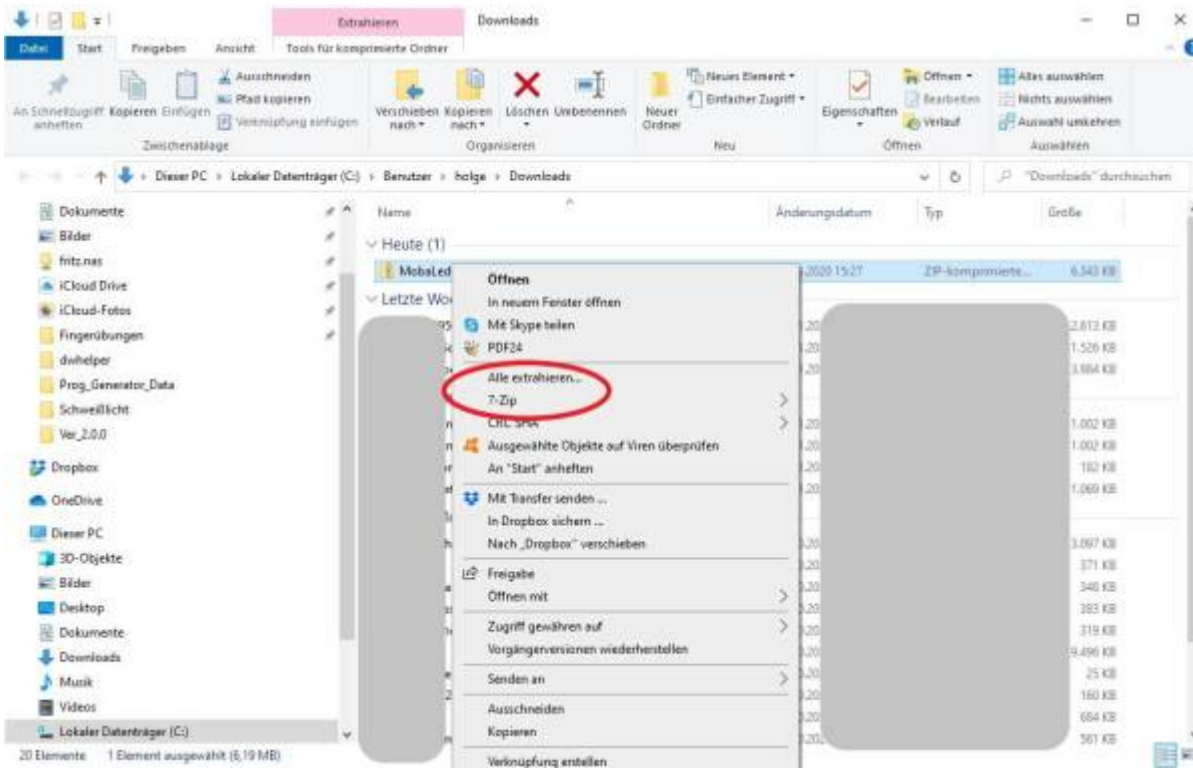 Extrahieren
Downloads
Datei Start Freigeben Ansicht Tools für komprimierte Ordner
An Schnellzugriff anheften
Kopieren
Einfügen
Ausschneiden
Pfad kopieren
Verknüpfung einfügen
Zwischenablage
Verschieben nach
Kopieren nach
Löschen
Umbenennen
Organisieren
Neuer Ordner
Neues Element
Einfacher Zugriff
Neu
Eigenschaften
Öffnen
Bearbeiten
Verlauf
Öffnen
Alles auswählen
Nichts auswählen
Auswahl umkehren
Auswählen
Dieser PC › Lokaler Datenträger (C:) › Benutzer › holge › Downloads
"Downloads" durchsuchen
Dokumente
Bilder
fritz.nas
iCloud Drive
iCloud-Fotos
Fingerübungen
dwhelper
Prog_Generator_Data
Schweißlicht
Ver_2.0.0
Dropbox
OneDrive
Dieser PC
3D-Objekte
Bilder
Desktop
Dokumente
Downloads
Musik
Videos
Lokaler Datenträger (C:)
Name Änderungsdatum Typ Größe
Heute (1)
MobaLed 2020 15:27 ZIP-komprimierte... 6.343 KB
Letzte Wo
Öffnen
In neuem Fenster öffnen
Mit Skype teilen
PDF24
Alle extrahieren...
7-Zip
CRC SHA
Ausgewählte Objekte auf Viren überprüfen
An "Start" anheften
Mit Transfer senden ...
In Dropbox sichern ...
Nach „Dropbox" verschieben
Freigabe
Öffnen mit
Zugriff gewähren auf
Vorgängerversionen wiederherstellen
Senden an
Ausschneiden
Kopieren
Verknüpfung erstellen
2.612 KB
1.526 KB
3.984 KB
1.002 KB
1.002 KB
182 KB
1.069 KB
3.097 KB
371 KB
348 KB
383 KB
319 KB
9.496 KB
25 KB
160 KB
684 KB
561 KB
20 Elemente 1 Element ausgewählt (6,19 MB)